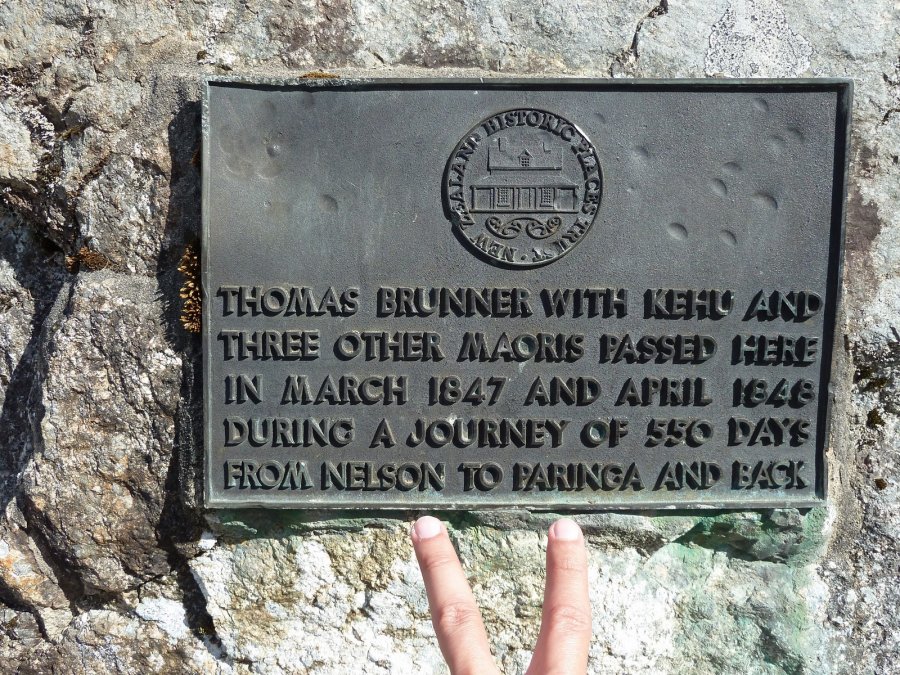 NEW ZEALAND HISTORIC PLACES TRUST
THOMAS BRUNNER WITH KEHU AND
THREE OTHER MAORIS PASSED HERE
IN MARCH 1847 AND APRIL 1848
DURING A JOURNEY OF 550 DAYS
FROM NELSON TO PARINGA AND BACK